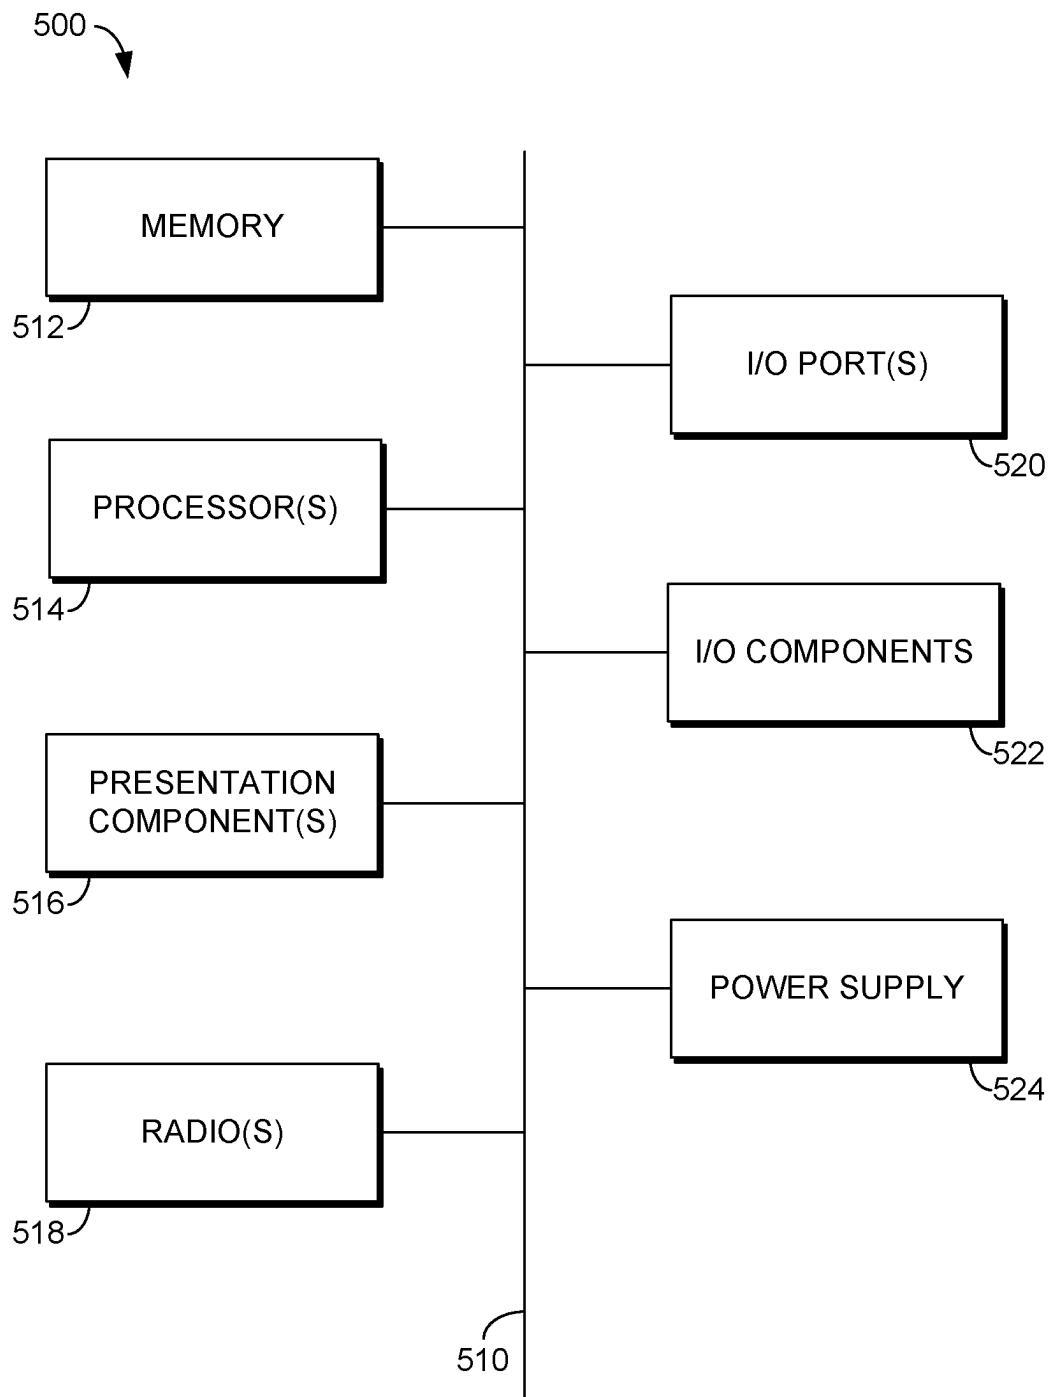 500
MEMORY
512
I/O PORT(S)
520
PROCESSOR(S)
514
I/O COMPONENTS
522
PRESENTATION
COMPONENT(S)
516
POWER SUPPLY
524
RADIO(S)
518
510